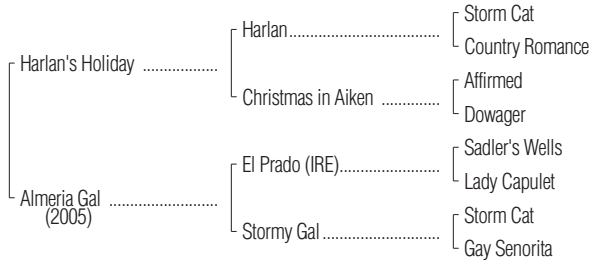 Storm Cat
Harlan
Country Romance
Harlan's Holiday
Affirmed
Christmas in Aiken
Dowager
Sadler's Wells
El Prado (IRE)
Lady Capulet
Almeria Gal
(2005)
Storm Cat
Stormy Gal
Gay Senorita